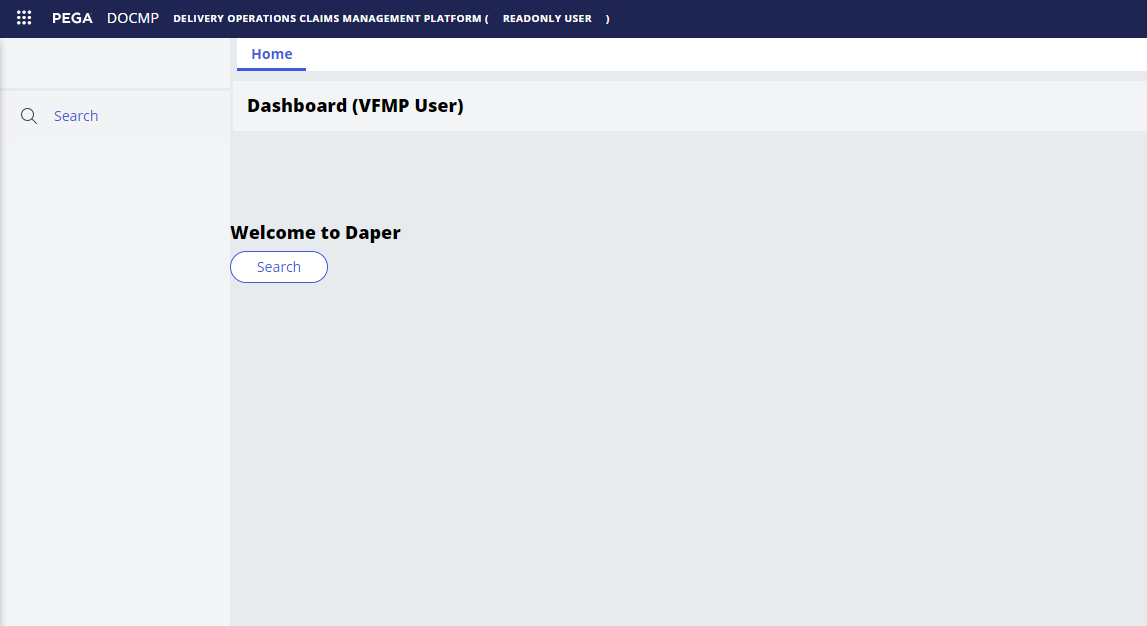 PEGA DOCMP DELIVERY OPERATIONS CLAIMS MANAGEMENT PLATFORM ( READONLY USER )
Home
Search
Dashboard (VFMP User)
Welcome to Daper
Search